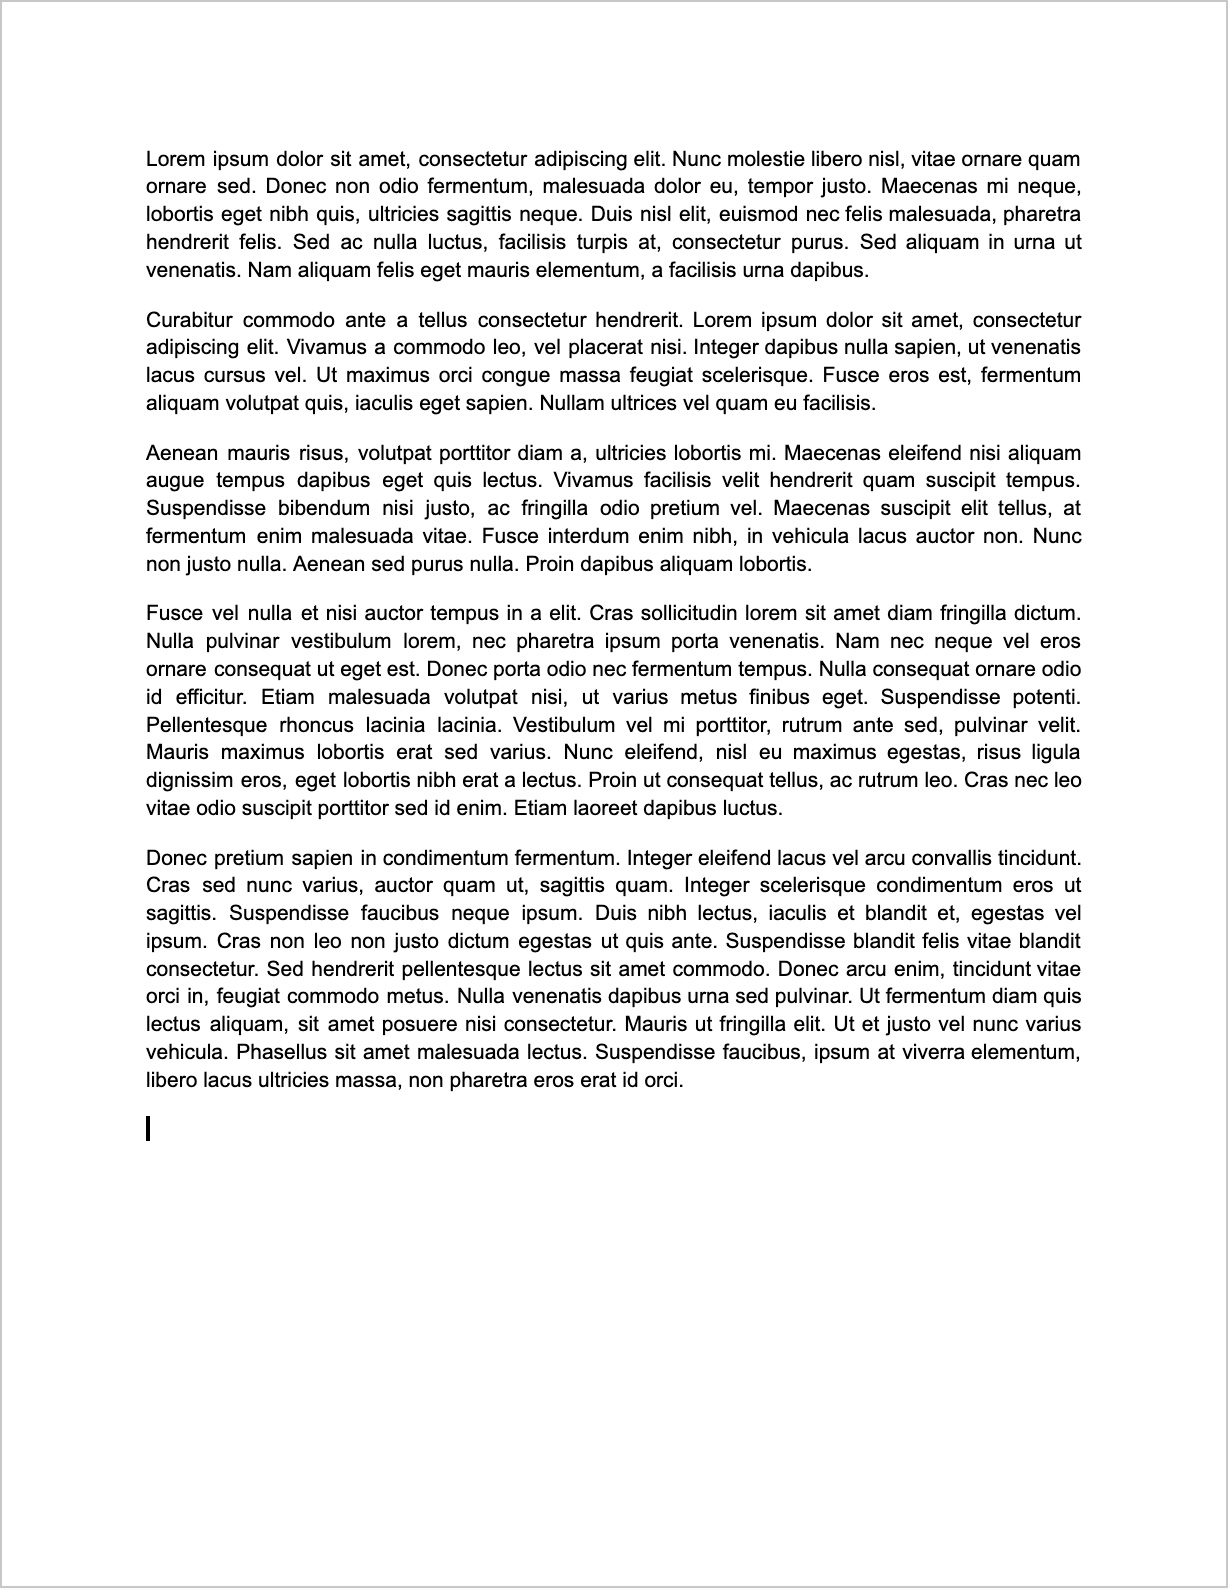 Lorem ipsum dolor sit amet, consectetur adipiscing elit. Nunc molestie libero nisl, vitae ornare quam
ornare sed. Donec non odio fermentum, malesuada dolor eu, tempor justo. Maecenas mi neque,
lobortis eget nibh quis, ultricies sagittis neque. Duis nisl elit, euismod nec felis malesuada, pharetra
hendrerit felis. Sed ac nulla luctus, facilisis turpis at, consectetur purus. Sed aliquam in urna ut
venenatis. Nam aliquam felis eget mauris elementum, a facilisis urna dapibus.
Curabitur commodo ante a tellus consectetur hendrerit. Lorem ipsum dolor sit amet, consectetur
adipiscing elit. Vivamus a commodo leo, vel placerat nisi. Integer dapibus nulla sapien, ut venenatis
lacus cursus vel. Ut maximus orci congue massa feugiat scelerisque. Fusce eros est, fermentum
aliquam volutpat quis, iaculis eget sapien. Nullam ultrices vel quam eu facilisis.
Aenean mauris risus, volutpat porttitor diam a, ultricies lobortis mi. Maecenas eleifend nisi aliquam
augue tempus dapibus eget quis lectus. Vivamus facilisis velit hendrerit quam suscipit tempus.
Suspendisse bibendum nisi justo, ac fringilla odio pretium vel. Maecenas suscipit elit tellus, at
fermentum enim malesuada vitae. Fusce interdum enim nibh, in vehicula lacus auctor non. Nunc
non justo nulla. Aenean sed purus nulla. Proin dapibus aliquam lobortis.
Fusce vel nulla et nisi auctor tempus in a elit. Cras sollicitudin lorem sit amet diam fringilla dictum.
Nulla pulvinar vestibulum lorem, nec pharetra ipsum porta venenatis. Nam nec neque vel eros
ornare consequat ut eget est. Donec porta odio nec fermentum tempus. Nulla consequat ornare odio
id efficitur. Etiam malesuada volutpat nisi, ut varius metus finibus eget. Suspendisse potenti.
Pellentesque rhoncus lacinia lacinia. Vestibulum vel mi porttitor, rutrum ante sed, pulvinar velit.
Mauris maximus lobortis erat sed varius. Nunc eleifend, nisl eu maximus egestas, risus ligula
dignissim eros, eget lobortis nibh erat a lectus. Proin ut consequat tellus, ac rutrum leo. Cras nec leo
vitae odio suscipit porttitor sed id enim. Etiam laoreet dapibus luctus.
Donec pretium sapien in condimentum fermentum. Integer eleifend lacus vel arcu convallis tincidunt.
Cras sed nunc varius, auctor quam ut, sagittis quam. Integer scelerisque condimentum eros ut
sagittis. Suspendisse faucibus neque ipsum. Duis nibh lectus, iaculis et blandit et, egestas vel
ipsum. Cras non leo non justo dictum egestas ut quis ante. Suspendisse blandit felis vitae blandit
consectetur. Sed hendrerit pellentesque lectus sit amet commodo. Donec arcu enim, tincidunt vitae
orci in, feugiat commodo metus. Nulla venenatis dapibus urna sed pulvinar. Ut fermentum diam quis
lectus aliquam, sit amet posuere nisi consectetur. Mauris ut fringilla elit. Ut et justo vel nunc varius
vehicula. Phasellus sit amet malesuada lectus. Suspendisse faucibus, ipsum at viverra elementum,
libero lacus ultricies massa, non pharetra eros erat id orci.